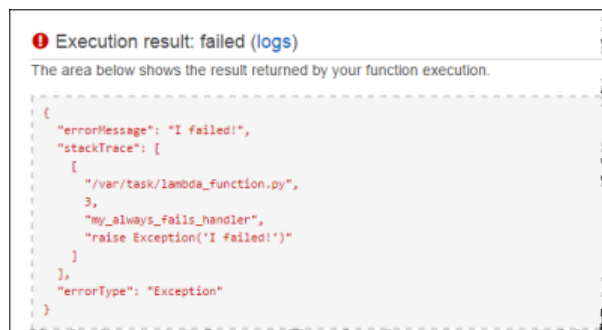 Execution result: failed (logs)
The area below shows the result returned by your function execution.
{
"errorMessage": "I failed!",
"stackTrace": [
[
"/var/task/lambda_function.py",
3,
"my_always_fails_handler",
"raise Exception('I failed!')"
]
],
"errorType": "Exception"
}